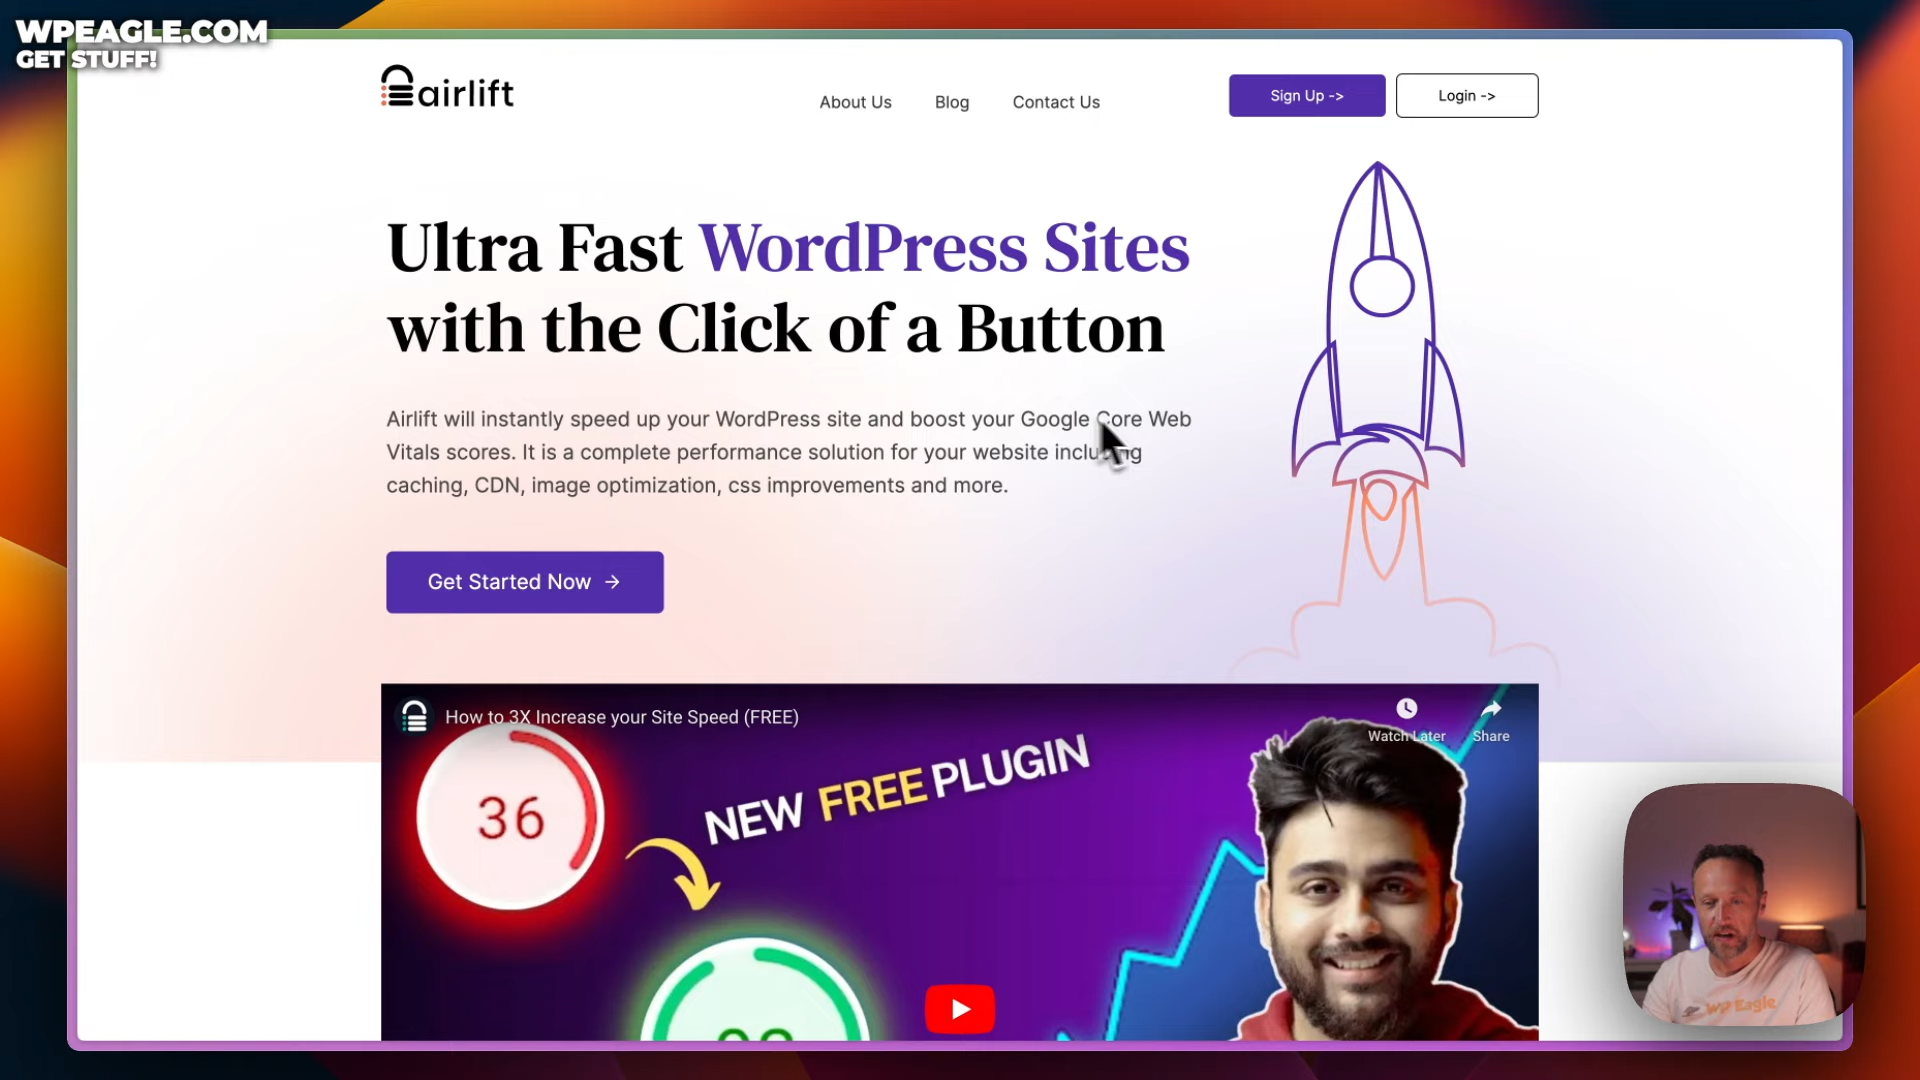 WPEAGLE.COM
GET STUFF!
airlift
About Us
Blog
Contact Us
Sign Up ->
Login ->
Ultra Fast WordPress Sites
with the Click of a Button
Airlift will instantly speed up your WordPress site and boost your Google Core Web
Vitals scores. It is a complete performance solution for your website including
caching, CDN, image optimization, css improvements and more.
Get Started Now →
How to 3X Increase your Site Speed (FREE)
Watch Later
Share
36
NEW FREE PLUGIN
WP Eagle